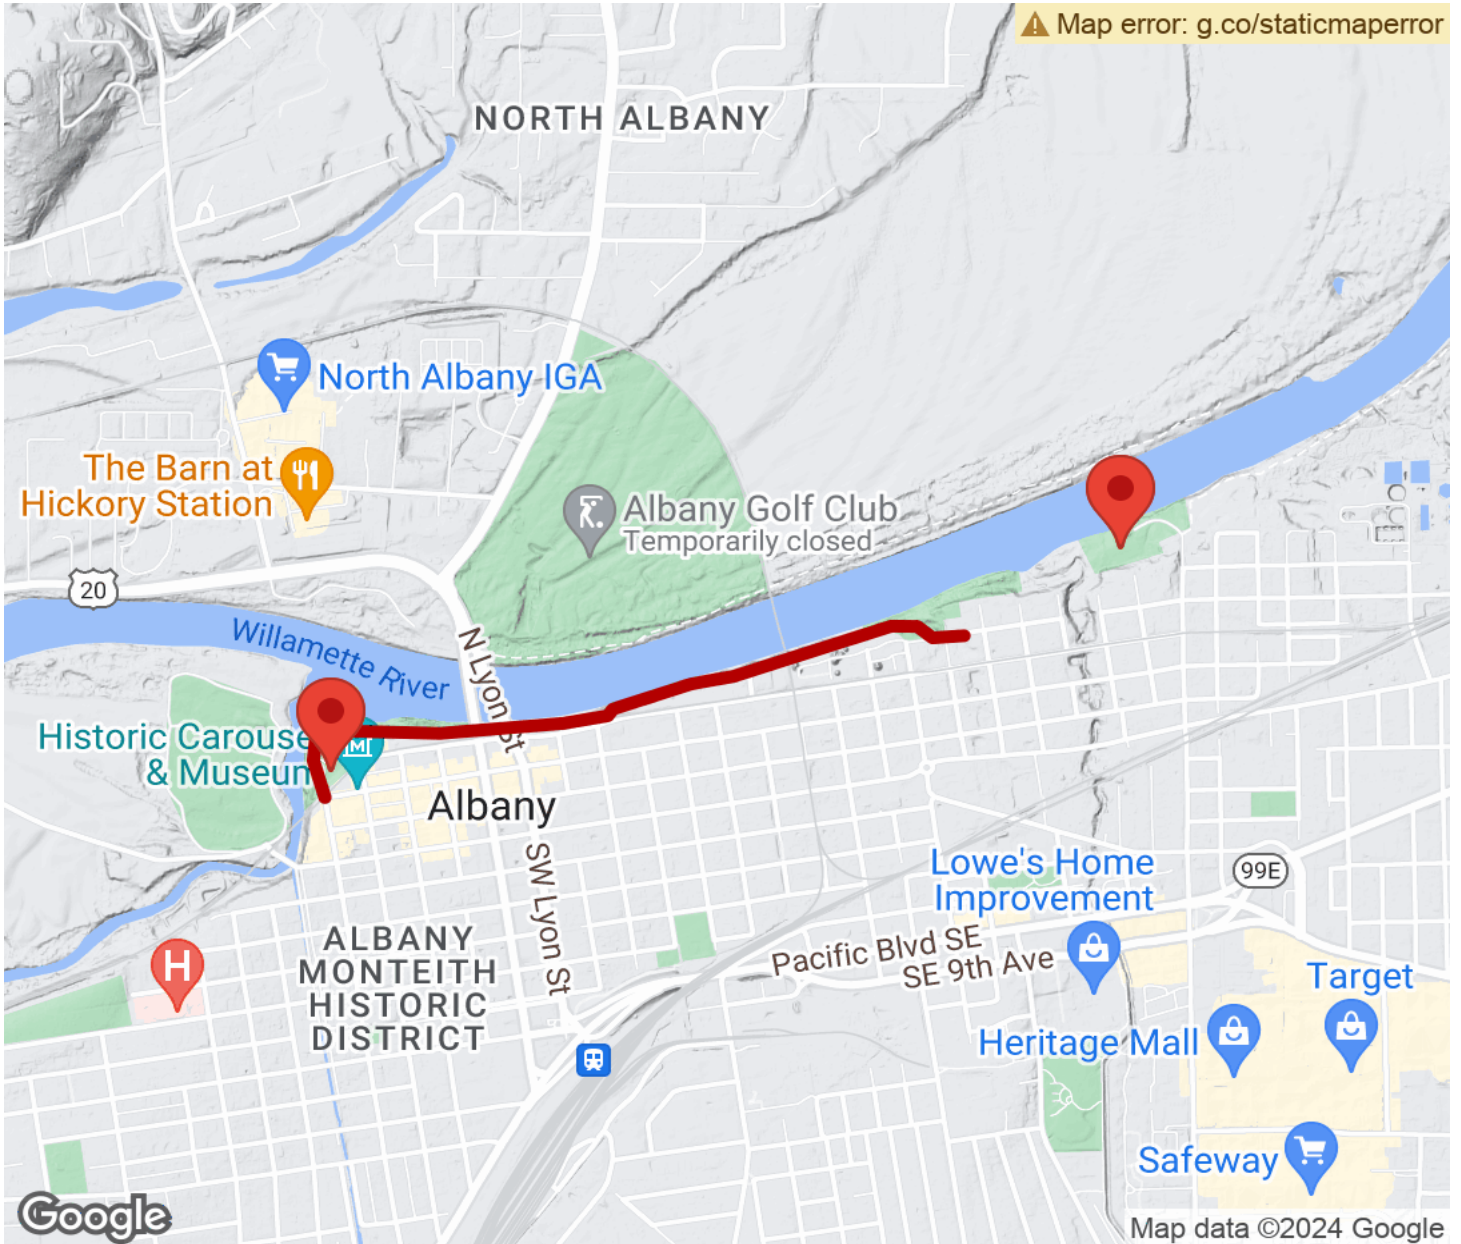 Map error: g.co/staticmaperror
NORTH ALBANY
North Albany IGA
The Barn at
Hickory Station
Albany Golf Club
Temporarily closed
20
Willamette River
N Lyon St
Historic Carouse
& Museum
M
Albany
SW Lyon St
Lowe's Home
Improvement
99E
ALBANY
MONTEITH
HISTORIC
DISTRICT
H
Pacific Blvd SE
SE 9th Ave
Target
Heritage Mall
Safeway
Google
Map data ©2024 Google